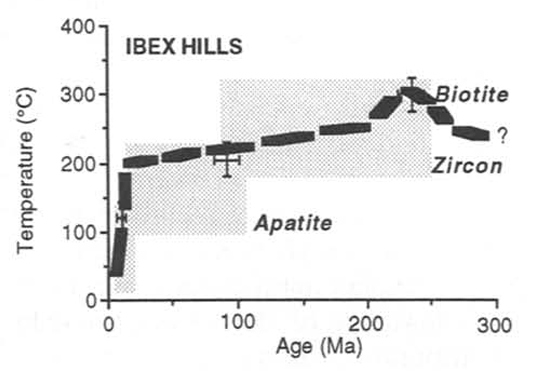 IBEX HILLS
Temperature (°C)
400
300
200
100
0
Biotite
?
Zircon
Apatite
0 100 200 300
Age (Ma)